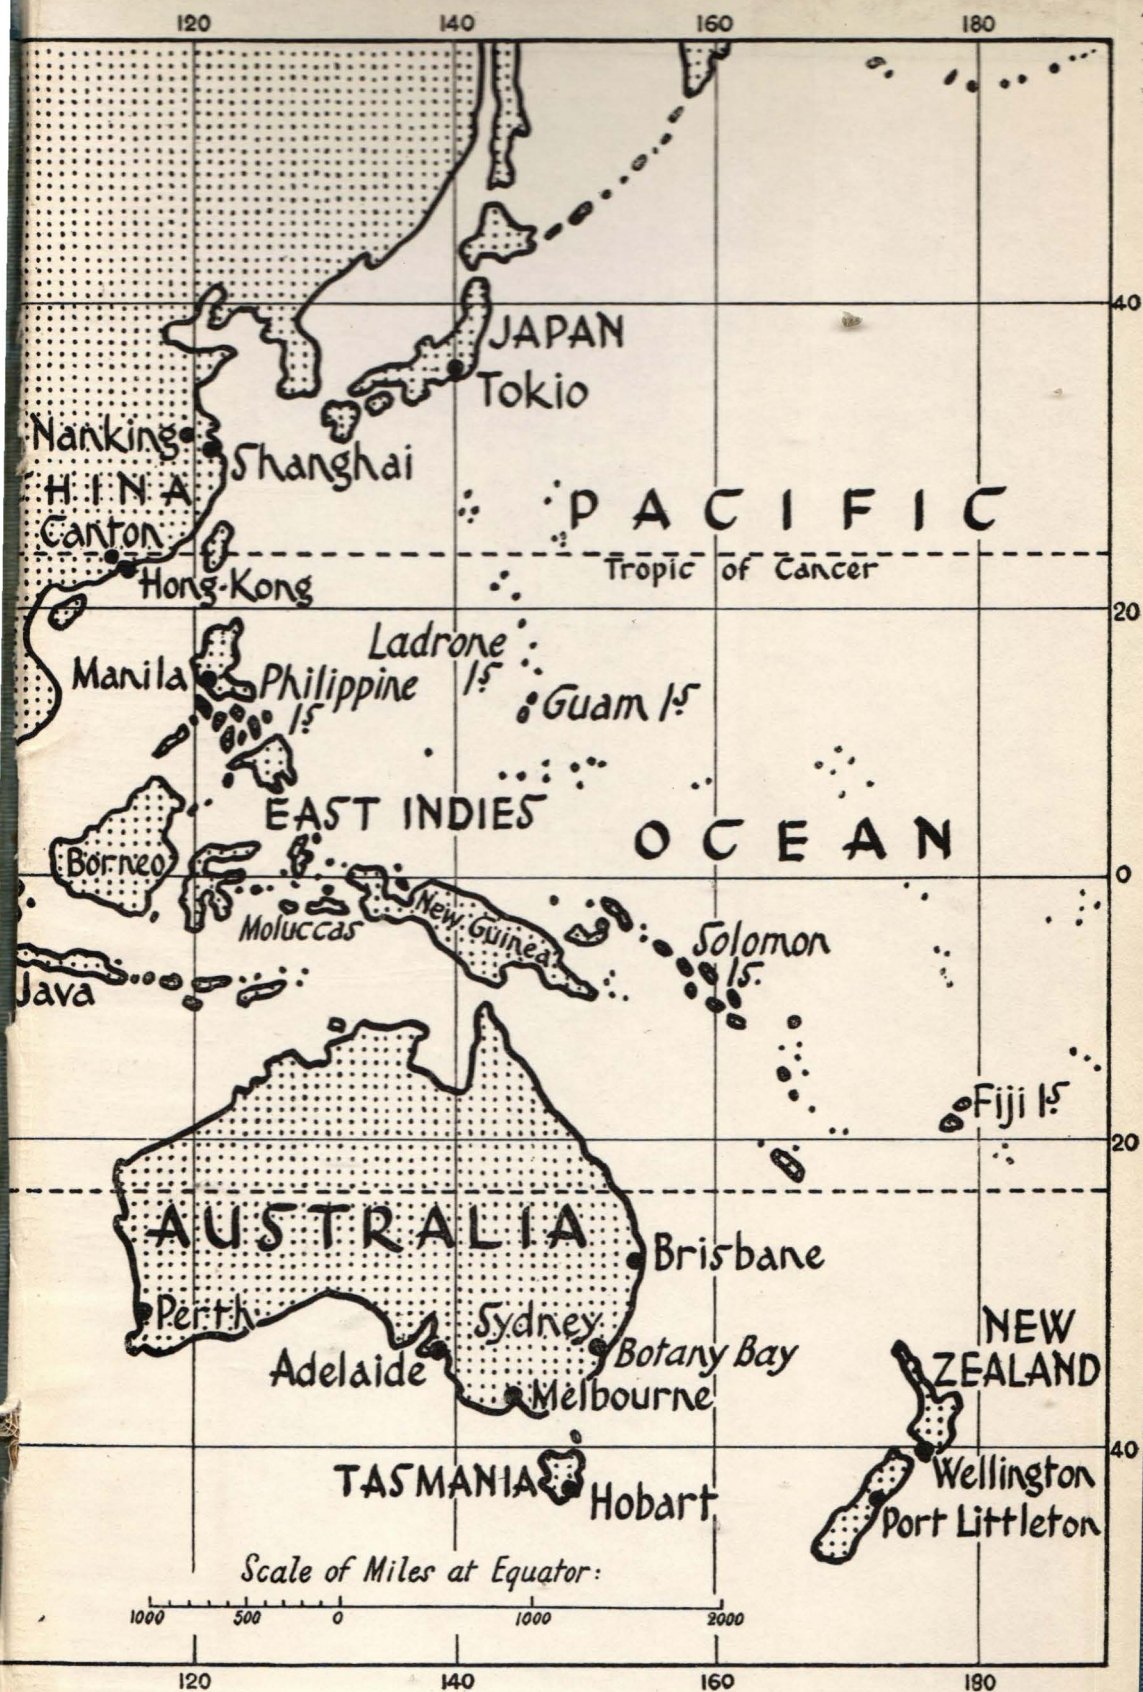 120 140 160 180
40
JAPAN
Tokio
Nanking
Shanghai
HINA
PACIFIC
Canton
Tropic of Cancer
Hong-Kong
20
Ladrone
Is
Manila
Philippine
Is
Guam Is
EAST INDIES
OCEAN
Borneo
0
New Guinea
Moluccas
Solomon
Is.
Java
Fiji Is
20
AUSTRALIA
Brisbane
Perth
Sydney
NEW
ZEALAND
Botany Bay
Adelaide
Melbourne
40
TASMANIA
Wellington
Hobart
Port Littleton
Scale of Miles at Equator:
1000 500 0 1000 2000
120 140 160 180